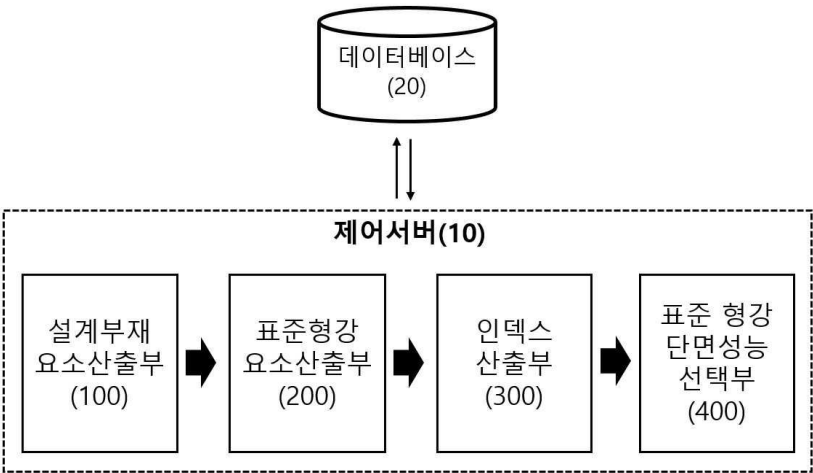 데이터베이스
(20)
제어서버(10)
설계부재
요소산출부
(100)
표준형강
요소산출부
(200)
인덱스
산출부
(300)
표준 형강
단면성능
선택부
(400)